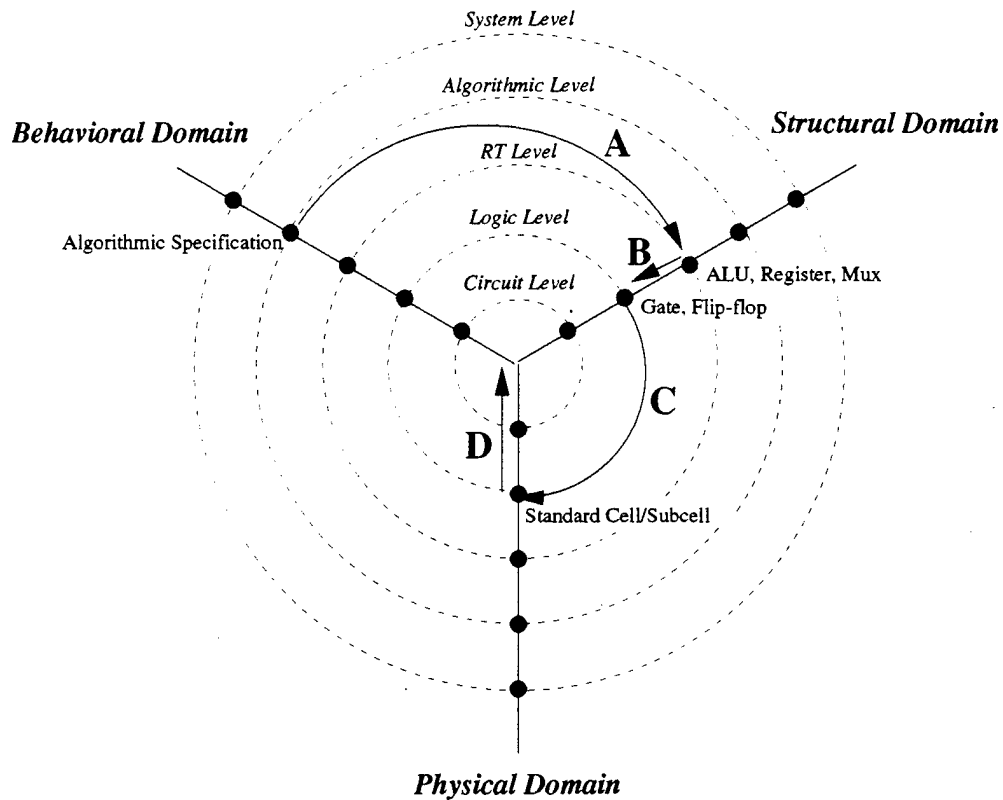 System Level
Algorithmic Level
Behavioral Domain
Structural Domain
A
RT Level
Logic Level
Algorithmic Specification
B
ALU, Register, Mux
Circuit Level
Gate, Flip-flop
C
D
Standard Cell/Subcell
Physical Domain